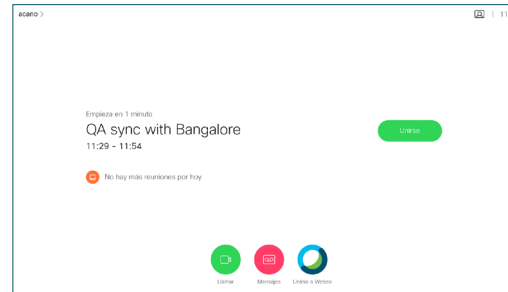 acano >
11
Empieza en 1 minuto
QA sync with Bangalore
11:29 - 11:54
Unirse
No hay más reuniones por hoy
Llamar
Mensajes
Unirse a Webex